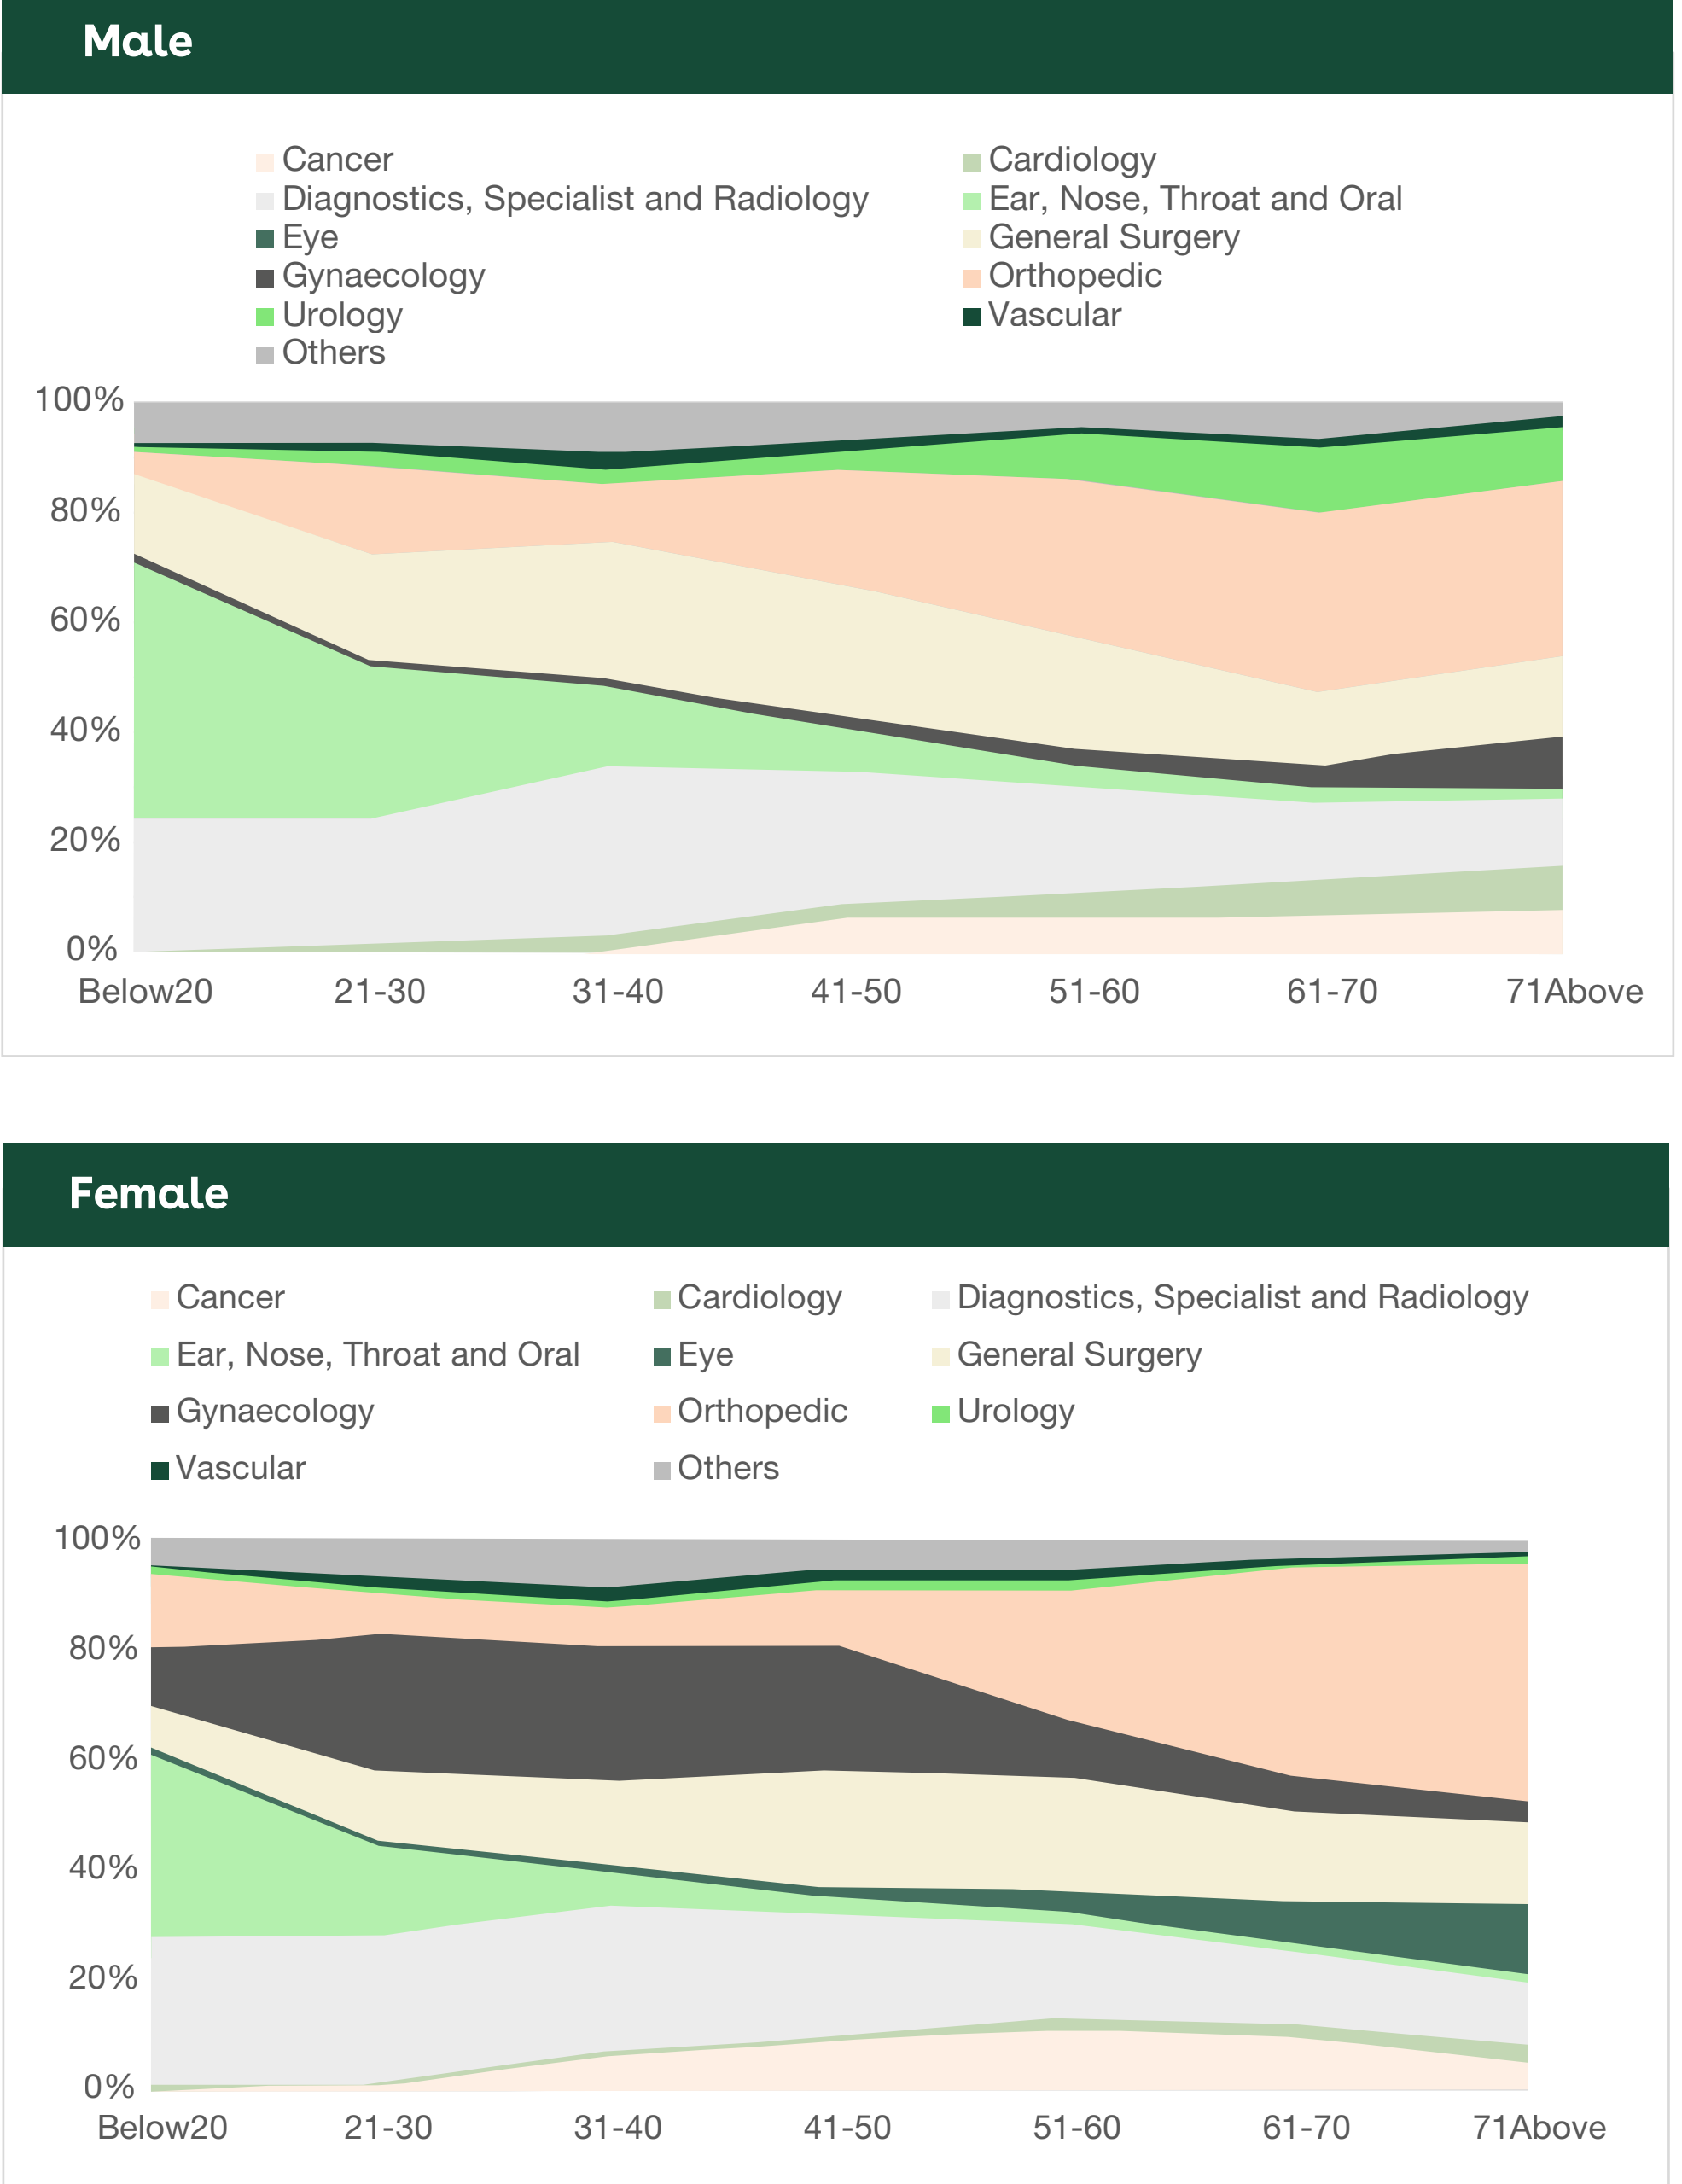 Male
Cancer Cardiology
Diagnostics, Specialist and Radiology Ear, Nose, Throat and Oral
Eye General Surgery
Gynaecology Orthopedic
Urology Vascular
Others
100%
80%
60%
40%
20%
0%
Below20 21-30 31-40 41-50 51-60 61-70 71Above
Female
Cancer Cardiology Diagnostics, Specialist and Radiology
Ear, Nose, Throat and Oral Eye General Surgery
Gynaecology Orthopedic Urology
Vascular Others
100%
80%
60%
40%
20%
0%
Below20 21-30 31-40 41-50 51-60 61-70 71Above